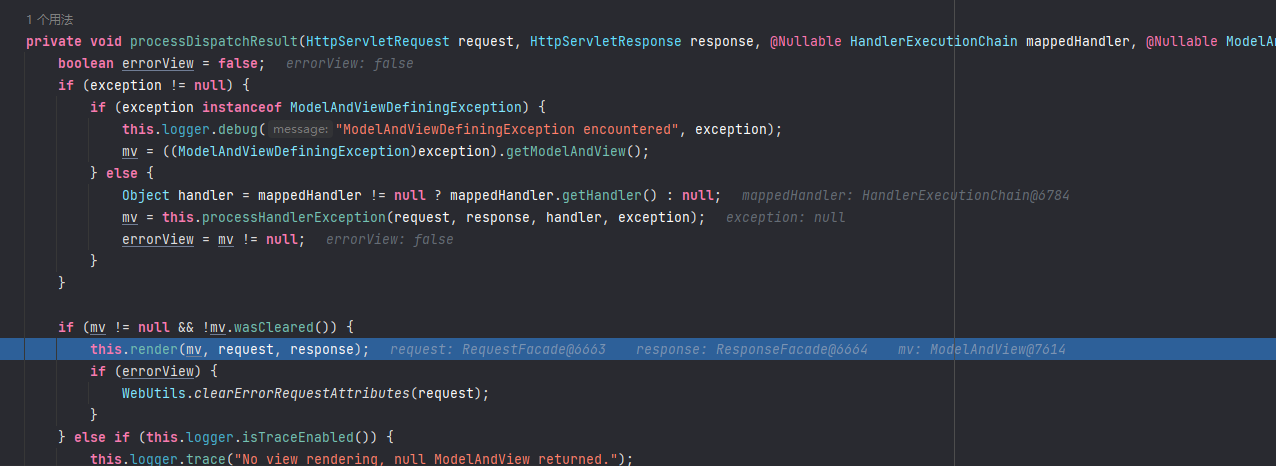 1 个用法
private void processDispatchResult(HttpServletRequest request, HttpServletResponse response, @Nullable HandlerExecutionChain mappedHandler, @Nullable ModelAn
boolean errorView = false;   errorView: false
if (exception != null) {
if (exception instanceof ModelAndViewDefiningException) {
this.logger.debug( message: "ModelAndViewDefiningException encountered", exception);
mv = ((ModelAndViewDefiningException)exception).getModelAndView();
} else {
Object handler = mappedHandler != null ? mappedHandler.getHandler() : null;   mappedHandler: HandlerExecutionChain@6784
mv = this.processHandlerException(request, response, handler, exception);   exception: null
errorView = mv != null;   errorView: false
}
}
if (mv != null && !mv.wasCleared()) {
this.render(mv, request, response);   request: RequestFacade@6663   response: ResponseFacade@6664   mv: ModelAndView@7614
if (errorView) {
WebUtils.clearErrorRequestAttributes(request);
}
} else if (this.logger.isTraceEnabled()) {
this.logger.trace("No view rendering, null ModelAndView returned.");